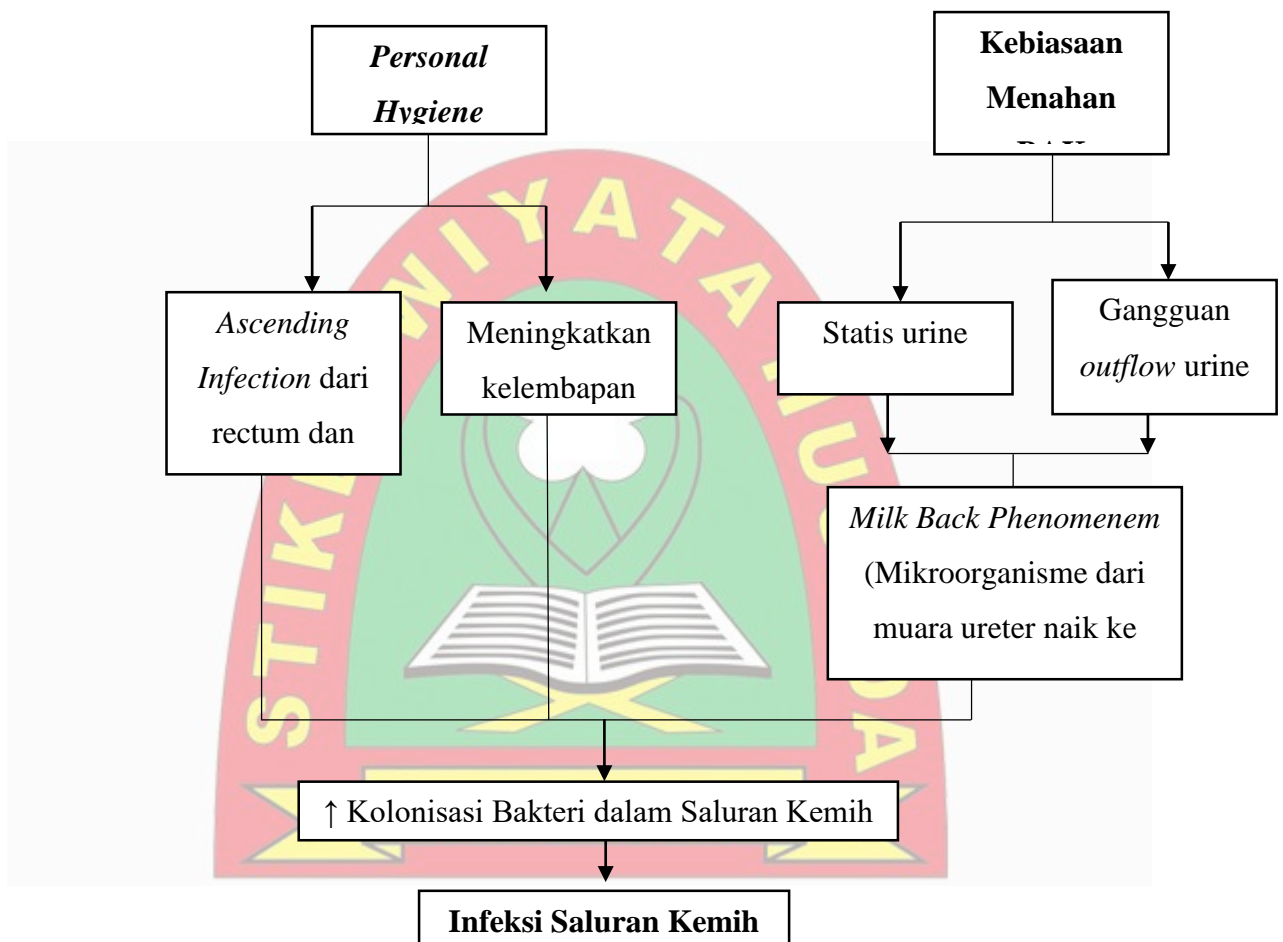 Personal
Hygiene
Kebiasaan
Menahan
Ascending
Infection dari
rectum dan
Meningkatkan
kelembapan
Statis urine
Gangguan
outflow urine
Milk Back Phenomenem
(Mikroorganisme dari
muara ureter naik ke
↑ Kolonisasi Bakteri dalam Saluran Kemih
Infeksi Saluran Kemih
WIYATA